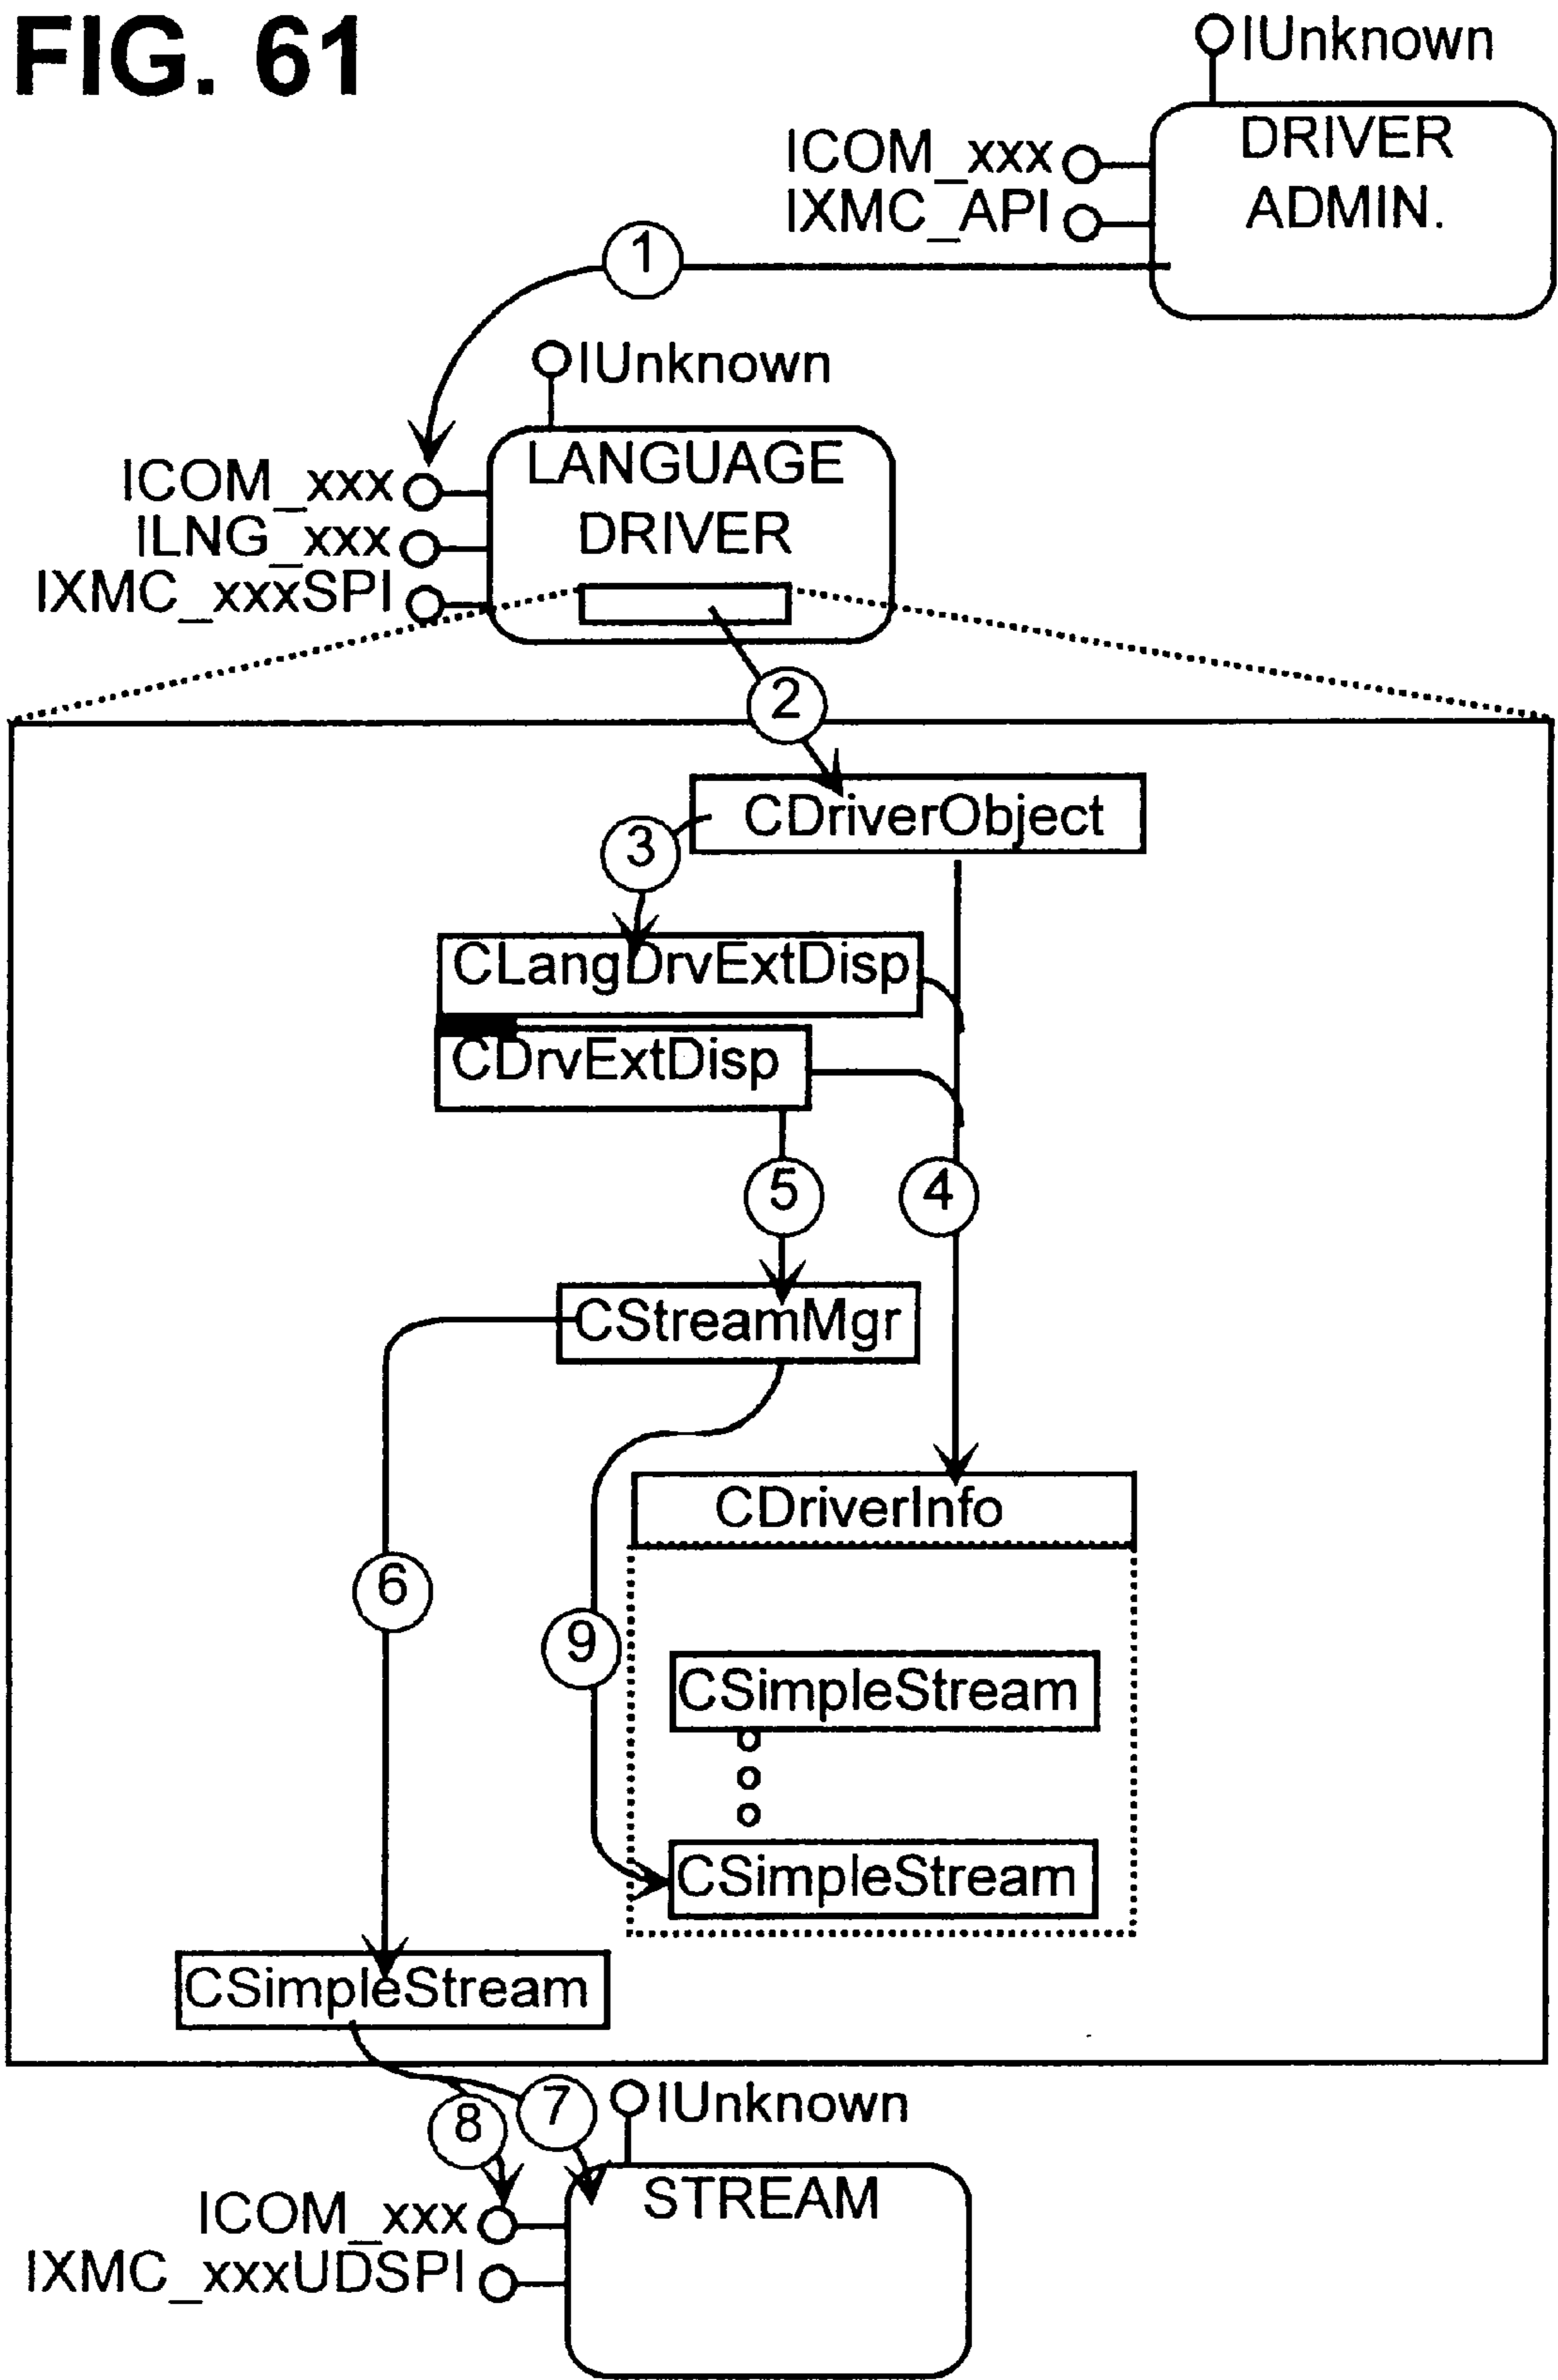 FIG. 61
IUnknown
DRIVER
ADMIN.
ICOM_xxx
IXMC_API
1
IUnknown
LANGUAGE
DRIVER
ICOM_xxx
ILNG_xxx
IXMC_xxxSPI
2
CDriverObject
3
CLangDrvExtDisp
CDrvExtDisp
5
4
CStreamMgr
CDriverInfo
6
9
CSimpleStream
CSimpleStream
CSimpleStream
7
8
IUnknown
STREAM
ICOM_xxx
IXMC_xxxUDSPI